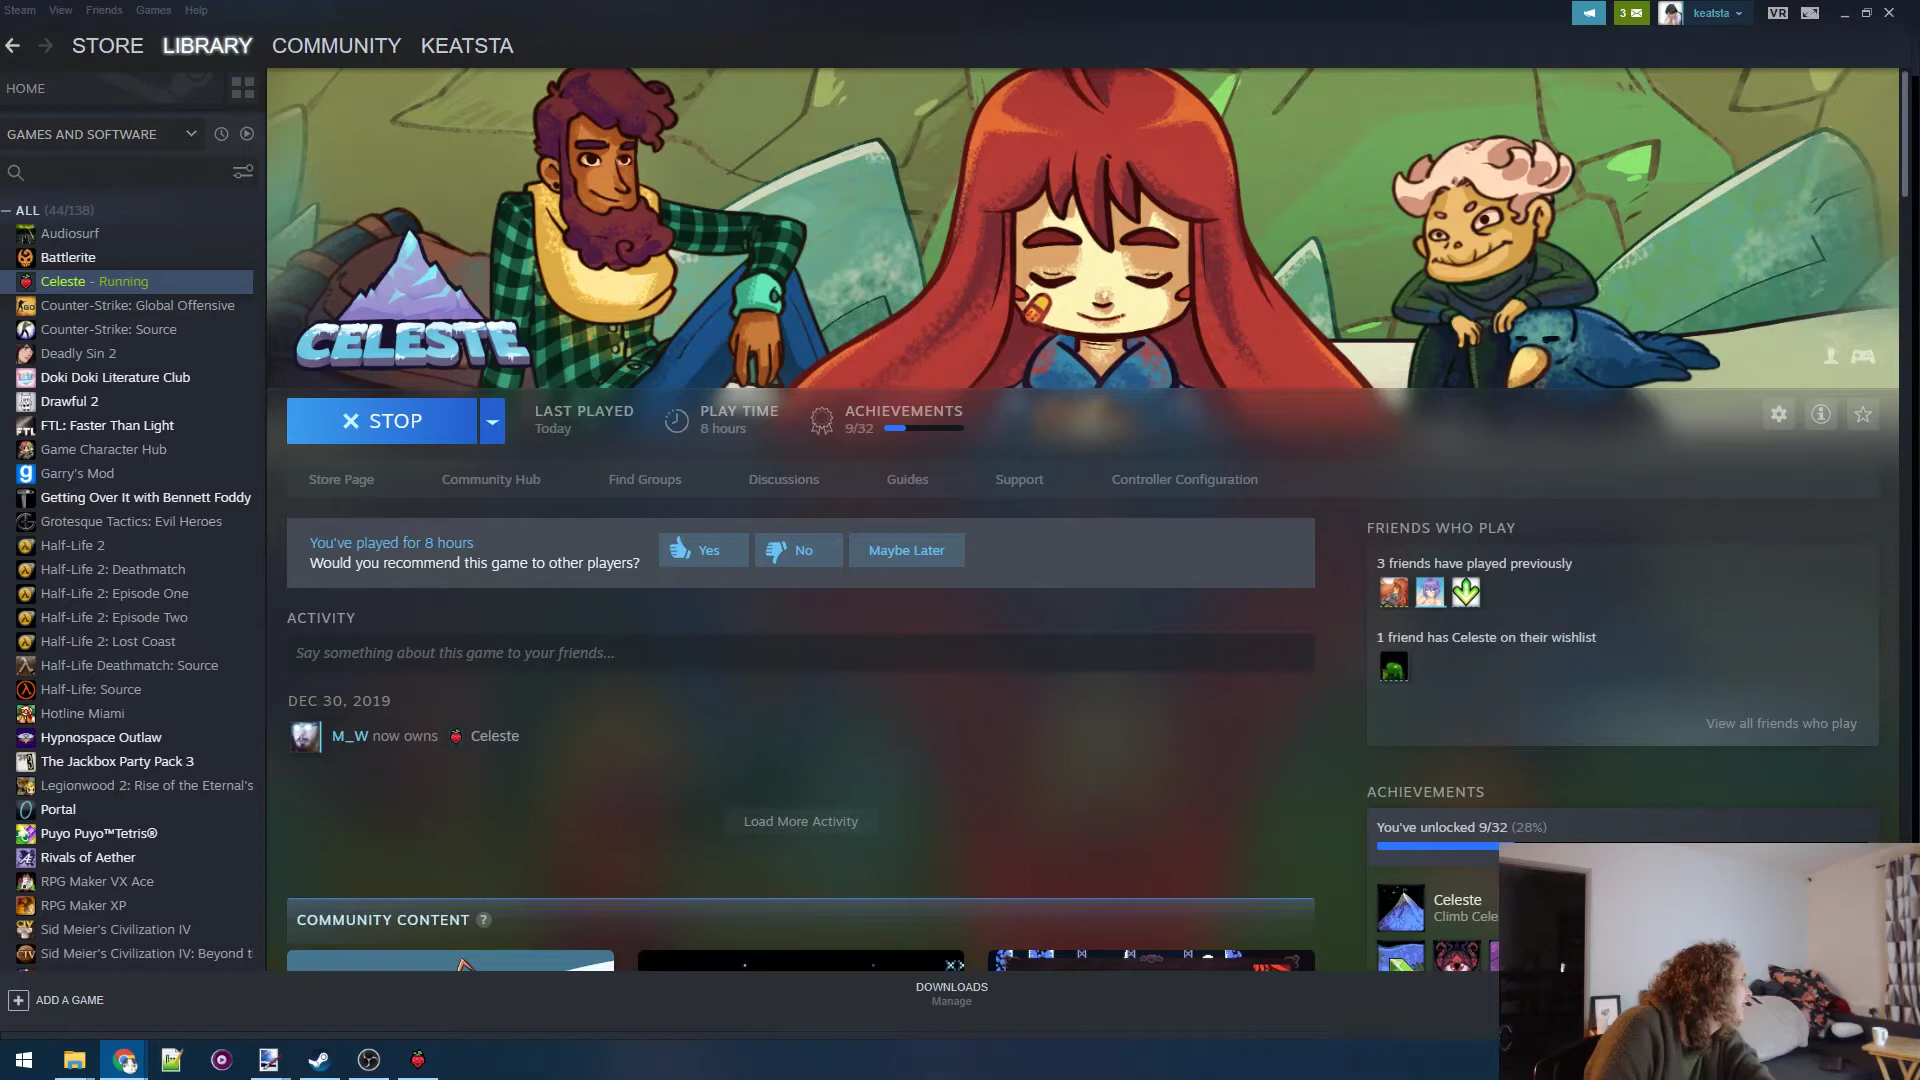 Steam View Friends Games Help
3
keatsta
VR
STORE LIBRARY COMMUNITY KEATSTA
HOME
GAMES AND SOFTWARE
ALL (44/138)
Audiosurf
Battlerite
Celeste - Running
Counter-Strike: Global Offensive
Counter-Strike: Source
Deadly Sin 2
Doki Doki Literature Club
Drawful 2
FTL: Faster Than Light
Game Character Hub
Garry's Mod
Getting Over It with Bennett Foddy
Grotesque Tactics: Evil Heroes
Half-Life 2
Half-Life 2: Deathmatch
Half-Life 2: Episode One
Half-Life 2: Episode Two
Half-Life 2: Lost Coast
Half-Life Deathmatch: Source
Half-Life: Source
Hotline Miami
Hypnospace Outlaw
The Jackbox Party Pack 3
Legionwood 2: Rise of the Eternal's
Portal
Puyo Puyo™Tetris®
Rivals of Aether
RPG Maker VX Ace
RPG Maker XP
Sid Meier's Civilization IV
Sid Meier's Civilization IV: Beyond t
ADD A GAME
CELESTE
STOP
LAST PLAYED
Today
PLAY TIME
8 hours
ACHIEVEMENTS
9/32
Store Page Community Hub Find Groups Discussions Guides Support Controller Configuration
You've played for 8 hours
Would you recommend this game to other players?
Yes No Maybe Later
ACTIVITY
Say something about this game to your friends...
DEC 30, 2019
M_W now owns Celeste
Load More Activity
COMMUNITY CONTENT ?
FRIENDS WHO PLAY
3 friends have played previously
1 friend has Celeste on their wishlist
View all friends who play
ACHIEVEMENTS
You've unlocked 9/32 (28%)
Celeste
Climb Cele
DOWNLOADS
Manage